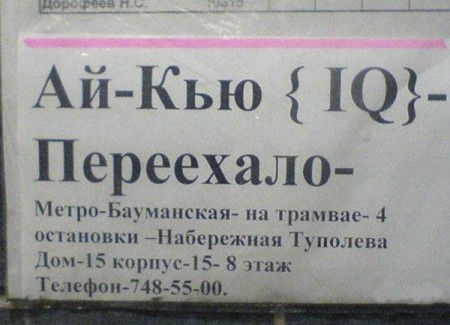 Дорофеев Н.С.
Ай-Кью { IQ}-
Переехало-
Метро-Бауманская- на трамвае- 4
остановки –Набережная Туполева
Дом-15 корпус-15- 8 этаж
Телефон-748-55-00.